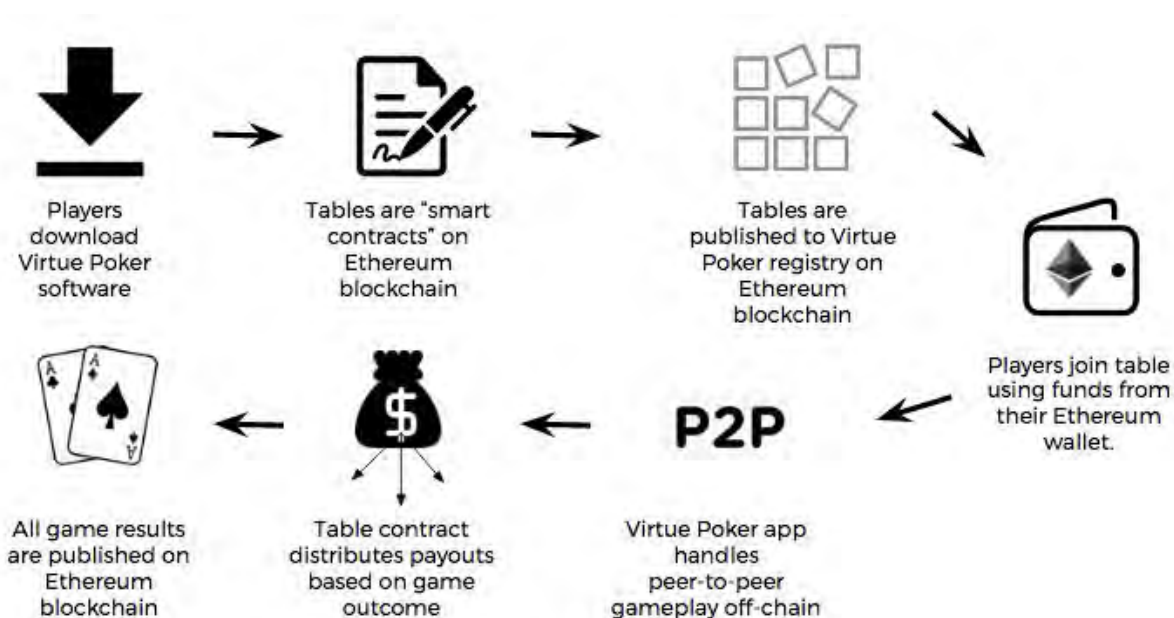 Players
download
Virtue Poker
software
Tables are “smart
contracts” on
Ethereum
blockchain
Tables are
published to Virtue
Poker registry on
Ethereum
blockchain
Players join table
using funds from
their Ethereum
wallet.
P2P
Virtue Poker app
handles
peer-to-peer
gameplay off-chain
$
Table contract
distributes payouts
based on game
outcome
A
A
A
All game results
are published on
Ethereum
blockchain